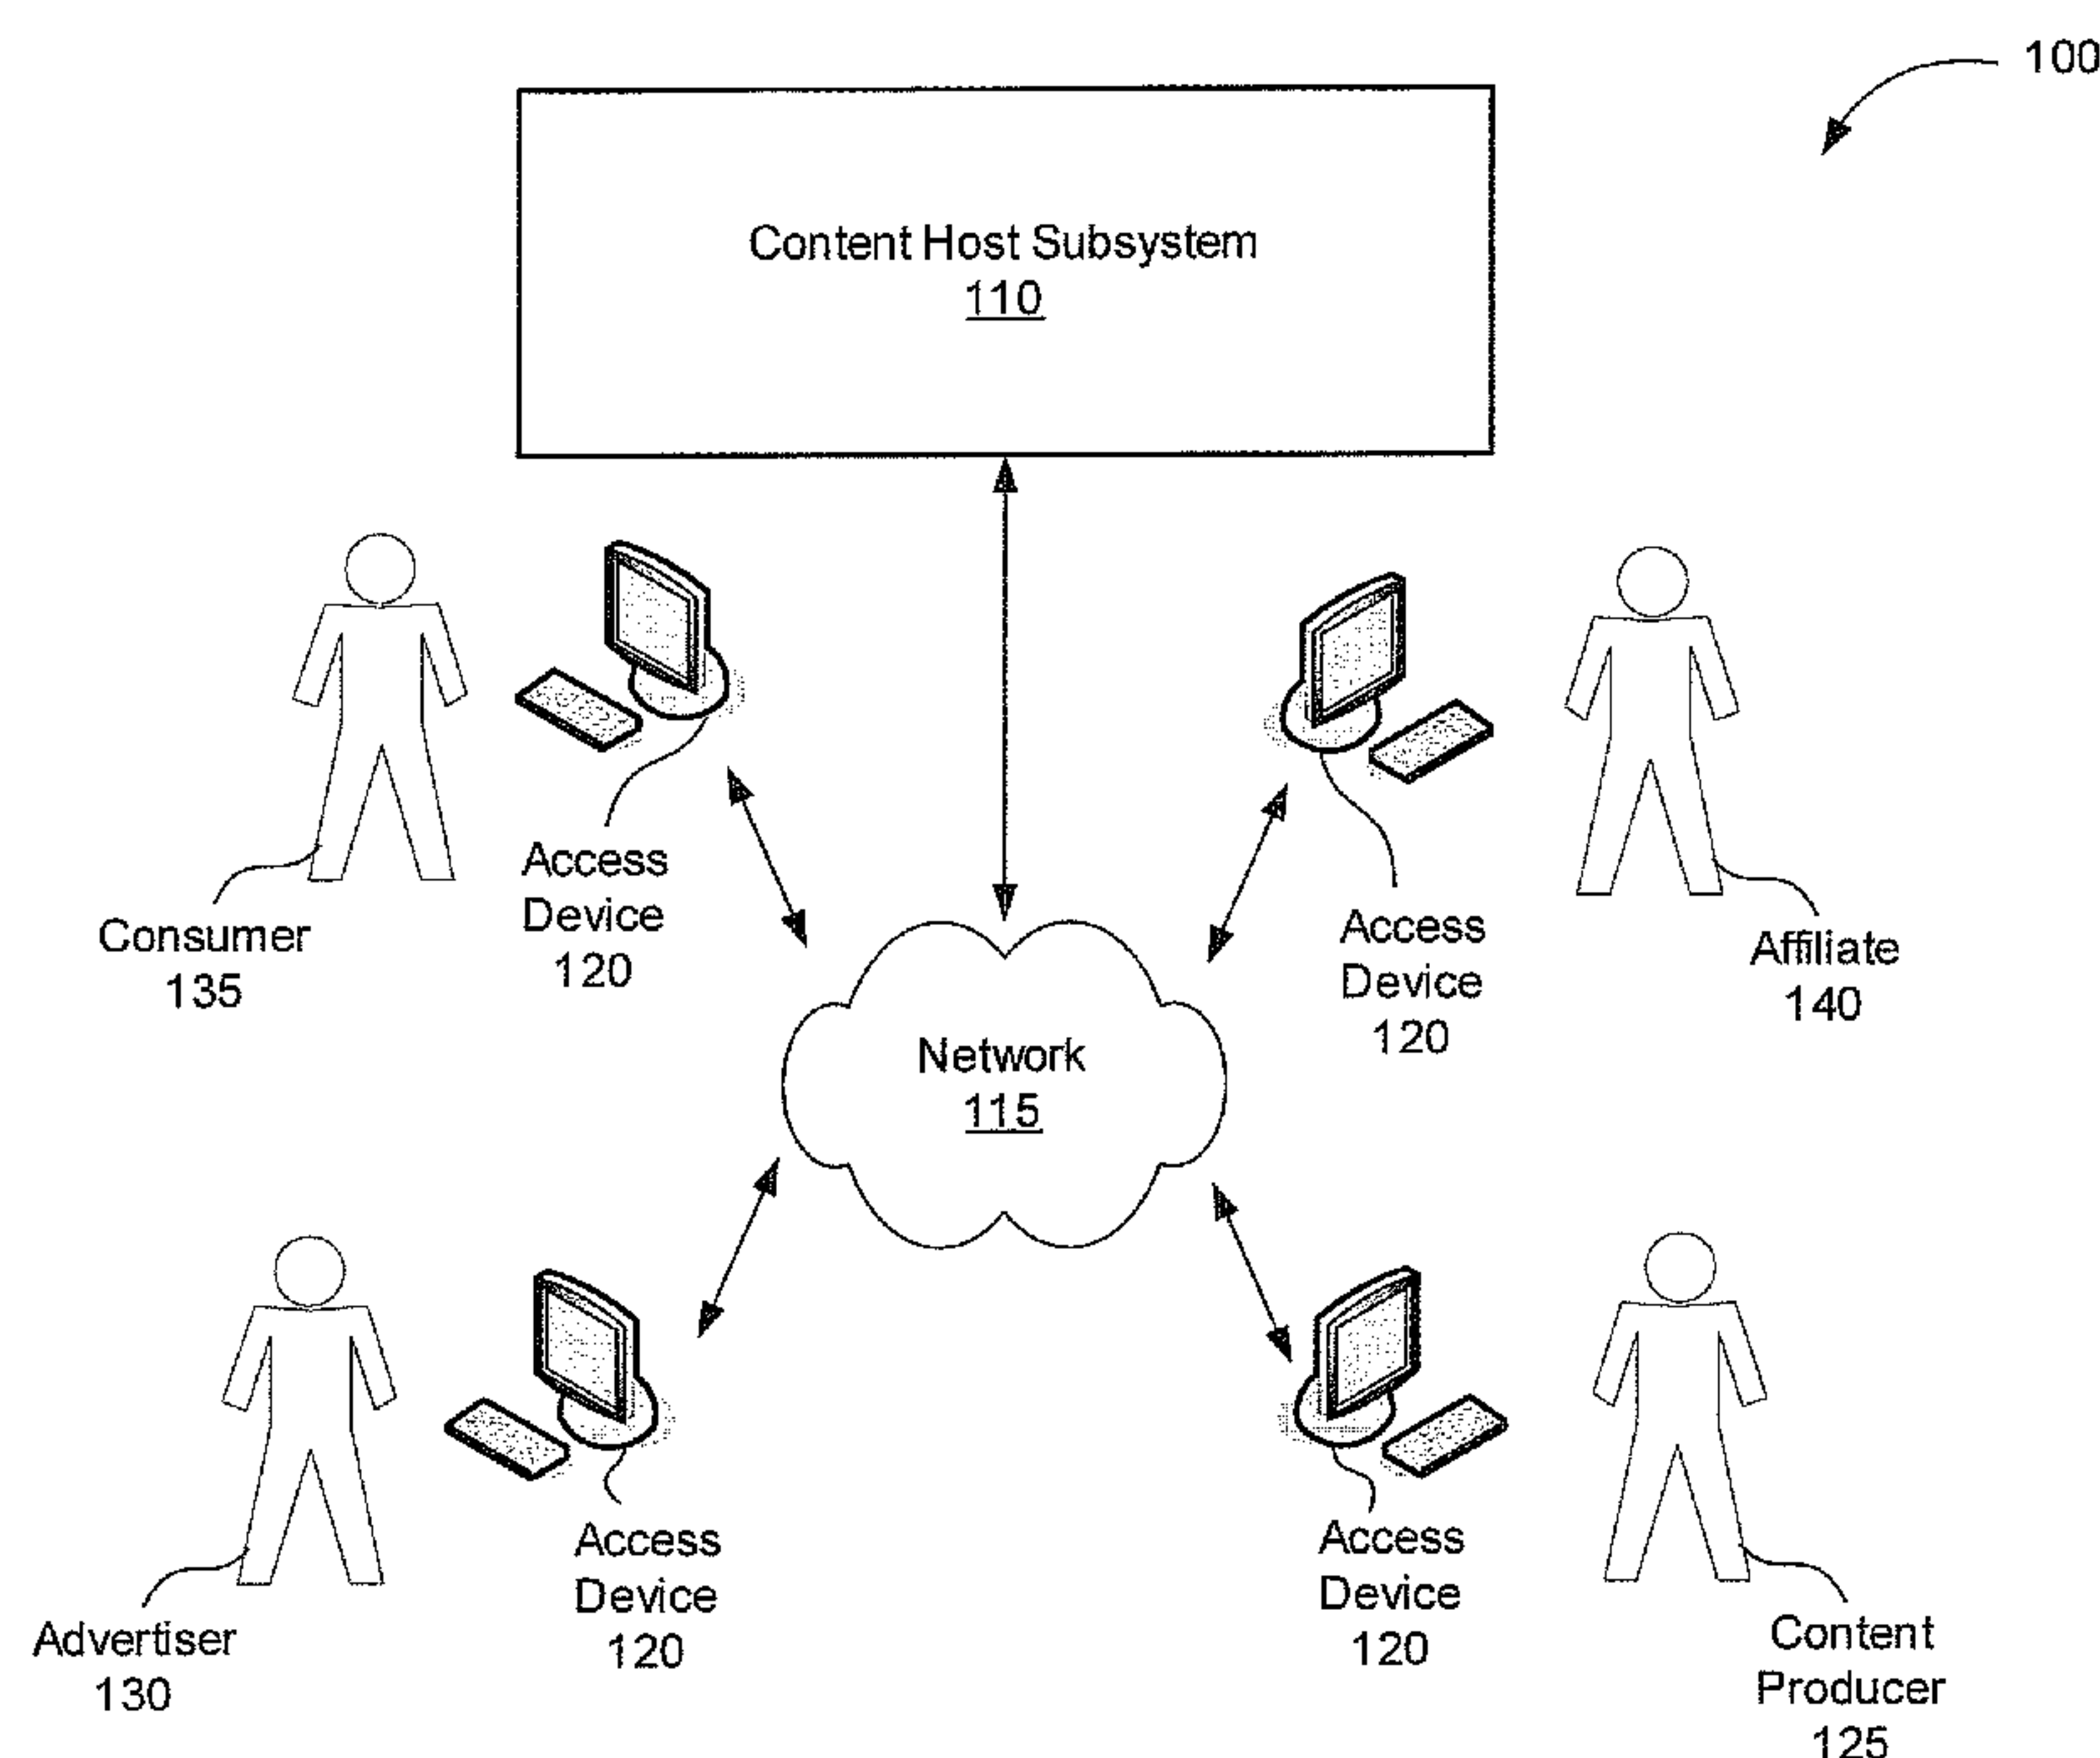 100
Content Host Subsystem
110
Access
Device
120
Consumer
135
Access
Device
120
Affiliate
140
Network
115
Access
Device
120
Advertiser
130
Access
Device
120
Content
Producer
125